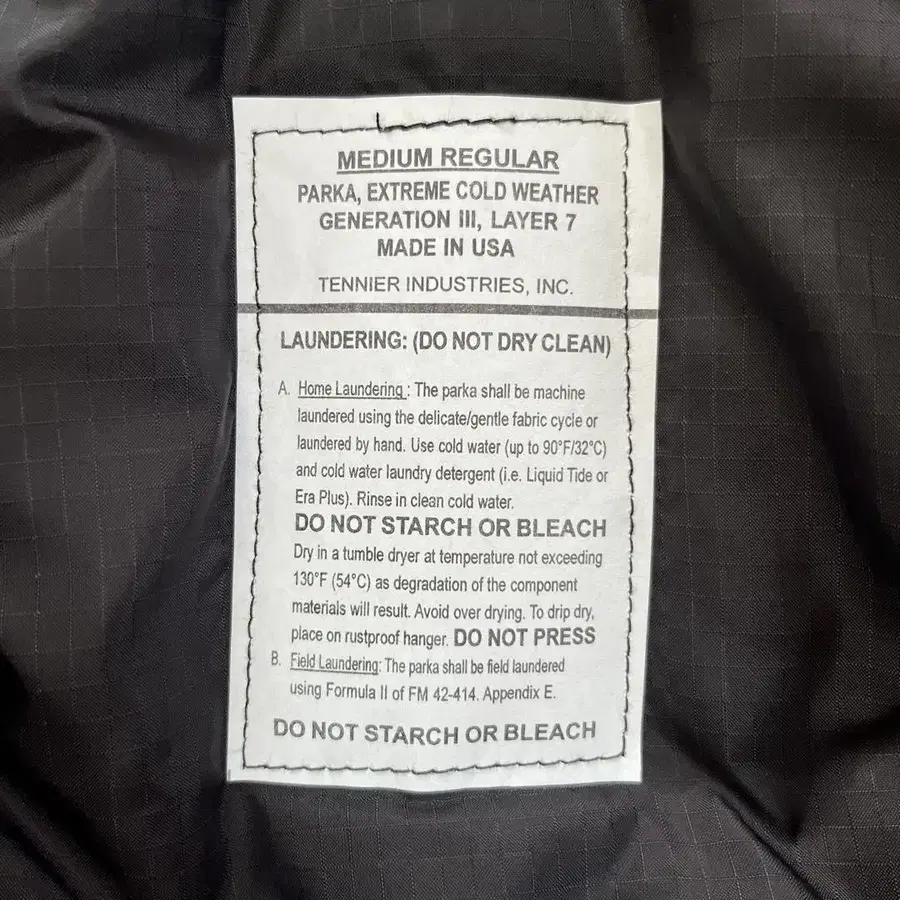 MEDIUM REGULAR
PARKA, EXTREME COLD WEATHER
GENERATION III, LAYER 7
MADE IN USA
TENNIER INDUSTRIES, INC.
LAUNDERING: (DO NOT DRY CLEAN)
A. Home Laundering : The parka shall be machine
laundered using the delicate/gentle fabric cycle or
laundered by hand. Use cold water (up to 90°F/32°C)
and cold water laundry detergent (i.e. Liquid Tide or
Era Plus). Rinse in clean cold water.
DO NOT STARCH OR BLEACH
Dry in a tumble dryer at temperature not exceeding
130°F (54°C) as degradation of the component
materials will result. Avoid over drying. To drip dry,
place on rustproof hanger. DO NOT PRESS
B. Field Laundering: The parka shall be field laundered
using Formula II of FM 42-414. Appendix E.
DO NOT STARCH OR BLEACH